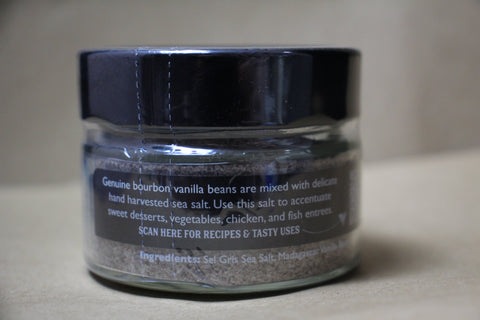 Genuine bourbon vanilla beans are mixed with delicate
hand harvested sea salt. Use this salt to accentuate
sweet desserts, vegetables, chicken, and fish entrees.
SCAN HERE FOR RECIPES & TASTY USES
Ingredients: Sel Gris Sea Salt, Madagascar Vanilla